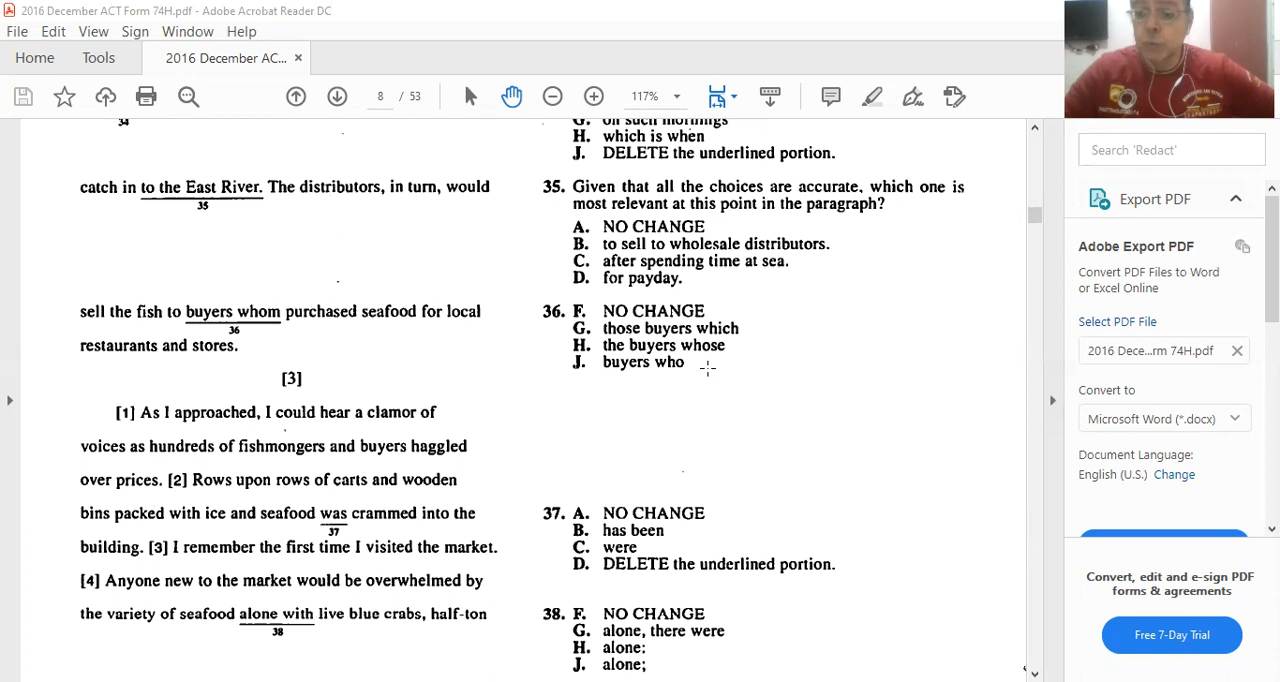 2016 December ACT Form 74H.pdf - Adobe Acrobat Reader DC
File Edit View Sign Window Help
Home Tools 2016 December AC... ×
8 / 53 117%
34
catch in to the East River. The distributors, in turn, would
35
sell the fish to buyers whom purchased seafood for local
36
restaurants and stores.
[3]
[1] As I approached, I could hear a clamor of
voices as hundreds of fishmongers and buyers haggled
over prices. [2] Rows upon rows of carts and wooden
bins packed with ice and seafood was crammed into the
37
building. [3] I remember the first time I visited the market.
[4] Anyone new to the market would be overwhelmed by
the variety of seafood alone with live blue crabs, half-ton
38
G. on such mornings
H. which is when
J. DELETE the underlined portion.
35. Given that all the choices are accurate, which one is
most relevant at this point in the paragraph?
A. NO CHANGE
B. to sell to wholesale distributors.
C. after spending time at sea.
D. for payday.
36. F. NO CHANGE
G. those buyers which
H. the buyers whose
J. buyers who
37. A. NO CHANGE
B. has been
C. were
D. DELETE the underlined portion.
38. F. NO CHANGE
G. alone, there were
H. alone:
J. alone;
Search 'Redact'
Export PDF
Adobe Export PDF
Convert PDF Files to Word
or Excel Online
Select PDF File
2016 Dece...rm 74H.pdf
Convert to
Microsoft Word (*.docx)
Document Language:
English (U.S.) Change
Convert, edit and e-sign PDF
forms & agreements
Free 7-Day Trial